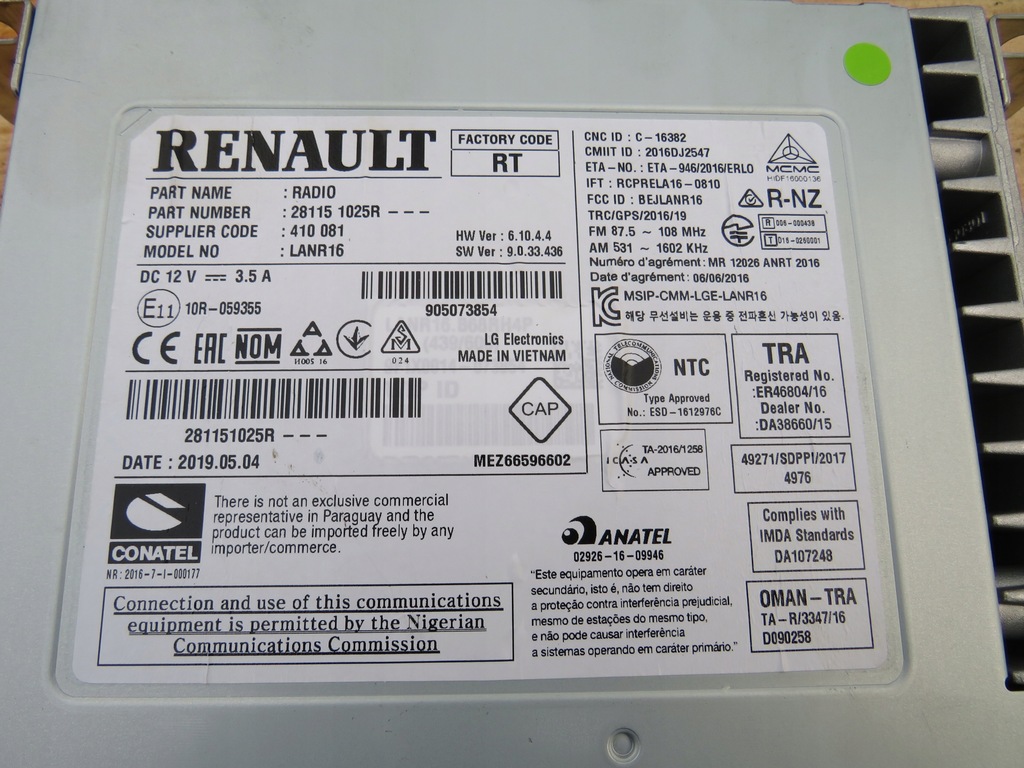 RENAULT
FACTORY CODE
RT
PART NAME : RADIO
PART NUMBER : 28115 1025R - - -
SUPPLIER CODE : 410 081
MODEL NO : LANR16
HW Ver : 6.10.4.4
SW Ver : 9.0.33.436
DC 12 V ⎓ 3.5 A
E11 10R-059355
905073854
CE EAC NOM
H005 16
024
LG Electronics
MADE IN VIETNAM
281151025R - - -
CAP
DATE : 2019.05.04
MEZ66596602
CNC ID : C-16382
CMIIT ID : 2016DJ2547
ETA-NO. : ETA-946/2016/ERLO
IFT : RCPRELA16-0810
FCC ID : BEJLANR16
TRC/GPS/2016/19
FM 87.5 ~ 108 MHz
AM 531 ~ 1602 KHz
MCMC
HIDF16000136
R-NZ
R 006-000438
T D16-0260001
Numéro d'agrément: MR 12026 ANRT 2016
Date d'agrément: 06/06/2016
MSIP-CMM-LGE-LANR16
해당 무선설비는 운용 중 전파혼신 가능성이 있음.
NTC
Type Approved
No.: ESD-1612976C
TRA
Registered No.
:ER46804/16
Dealer No.
:DA38660/15
ICASA
TA-2016/1258
APPROVED
49271/SDPPI/2017
4976
CONATEL
NR: 2016-7-I-000177
There is not an exclusive commercial
representative in Paraguay and the
product can be imported freely by any
importer/commerce.
Connection and use of this communications
equipment is permitted by the Nigerian
Communications Commission
ANATEL
02926-16-09946
"Este equipamento opera em caráter
secundário, isto é, não tem direito
a proteção contra interferência prejudicial,
mesmo de estações do mesmo tipo,
e não pode causar interferência
a sistemas operando em caráter primário."
Complies with
IMDA Standards
DA107248
OMAN-TRA
TA-R/3347/16
D090258